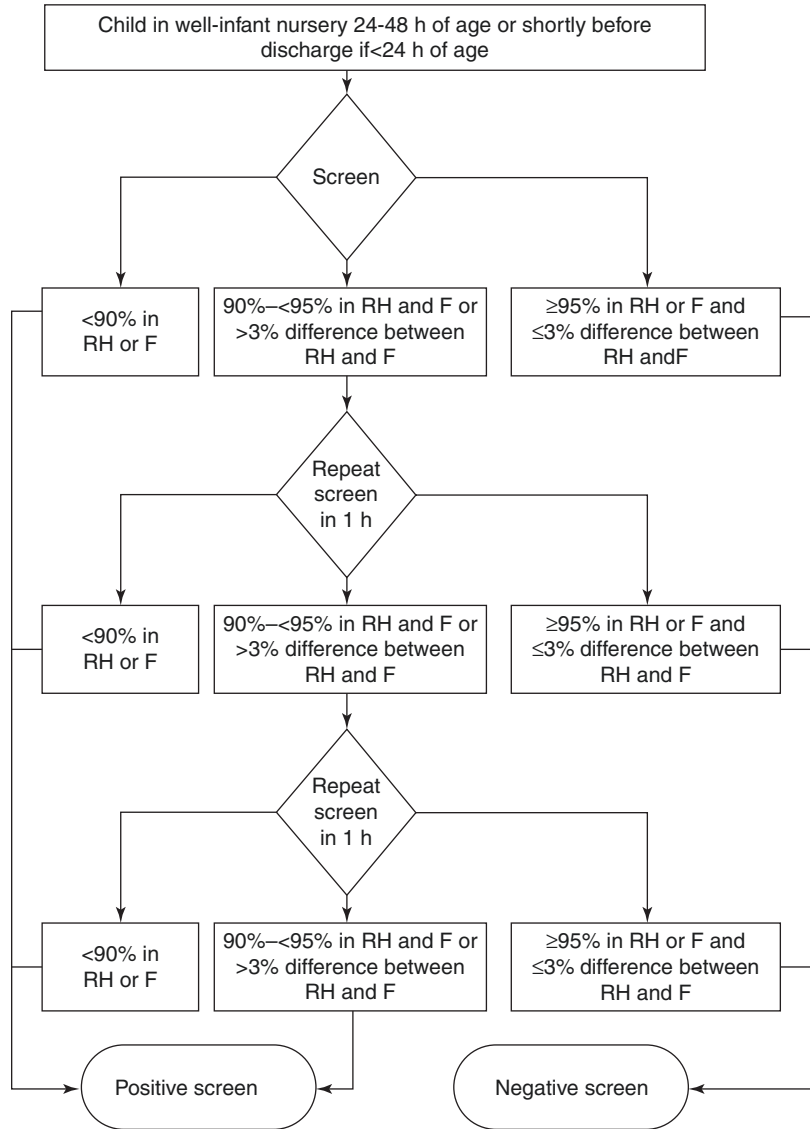 Child in well-infant nursery 24-48 h of age or shortly before
discharge if<24 h of age
Screen
<90% in
RH or F
90%–<95% in RH and F or
>3% difference between
RH and F
≥95% in RH or F and
≤3% difference between
RH andF
Repeat
screen
in 1 h
<90% in
RH or F
90%–<95% in RH and F or
>3% difference between
RH and F
≥95% in RH or F and
≤3% difference between
RH and F
Repeat
screen
in 1 h
<90% in
RH or F
90%–<95% in RH and F or
>3% difference between
RH and F
≥95% in RH or F and
≤3% difference between
RH and F
Positive screen
Negative screen